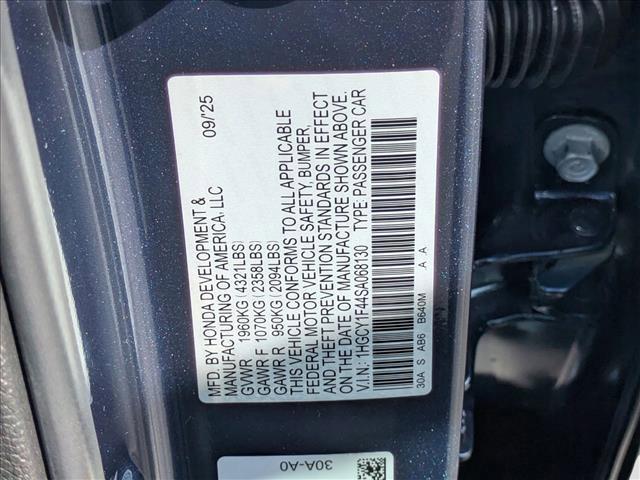 MFD. BY HONDA DEVELOPMENT &
MANUFACTURING OF AMERICA, LLC 09/'25
GVWR 1960KG(4321LBS)
GAWR F 1070KG(2358LBS)
GAWR R 950KG(2094LBS)
THIS VEHICLE CONFORMS TO ALL APPLICABLE
FEDERAL MOTOR VEHICLE SAFETY, BUMPER,
AND THEFT PREVENTION STANDARDS IN EFFECT
ON THE DATE OF MANUFACTURE SHOWN ABOVE.
V.I.N.:1HGCY1F44SA068130 TYPE: PASSENGER CAR
30A S AB6 B640M A A
30A-A0